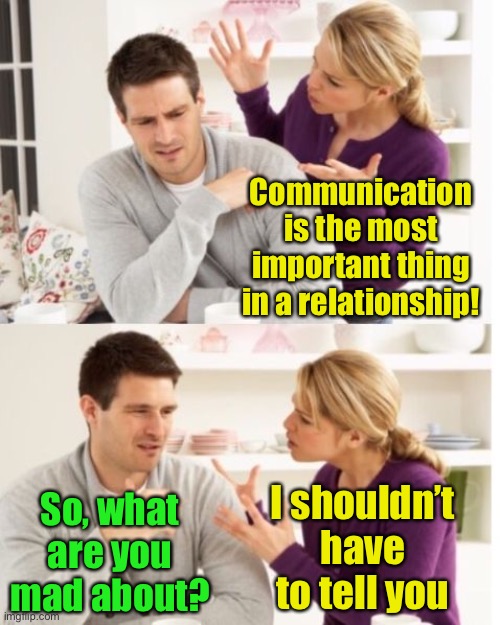 Communication
is the most
important thing
in a relationship!
So, what
are you
mad about?
I shouldn’t
have
to tell you
imgflip.com